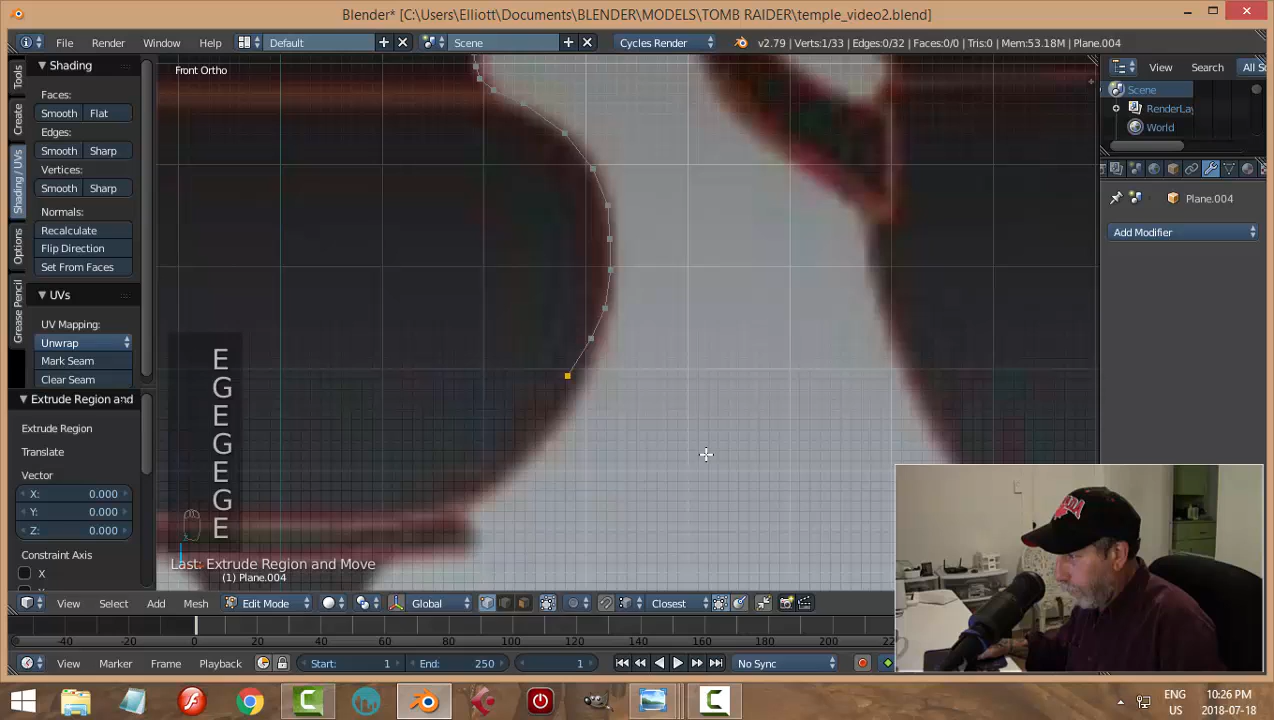 Blender* [C:\Users\Elliott\Documents\BLENDER\MODELS\TOMB RAIDER\temple_video2.blend]
File Render Window Help Default Scene Cycles Render v2.79 | Verts:1/33 | Edges:0/32 | Faces:0/0 | Tris:0 | Mem:53.18M | Plane.004
Tools
Create
Shading / UVs
Options
Grease Pencil
Shading
Faces:
Smooth Flat
Edges:
Smooth Sharp
Vertices:
Smooth Sharp
Normals:
Recalculate
Flip Direction
Set From Faces
UVs
UV Mapping:
Unwrap
Mark Seam
Clear Seam
Extrude Region and
Extrude Region
Translate
Vector
X: 0.000
Y: 0.000
Z: 0.000
Constraint Axis
X
Front Ortho
E
G
E
G
E
G
E
Last: Extrude Region and Move
(1) Plane.004
View Search All Sc
Scene
RenderLay
World
Plane.004
Add Modifier
View Select Add Mesh Edit Mode Global Closest
-40 -20 0 20 40 60 80 100 120 140 160 180 200
View Marker Frame Playback Start: 1 End: 250 1 No Sync
ENG
US
10:26 PM
2018-07-18